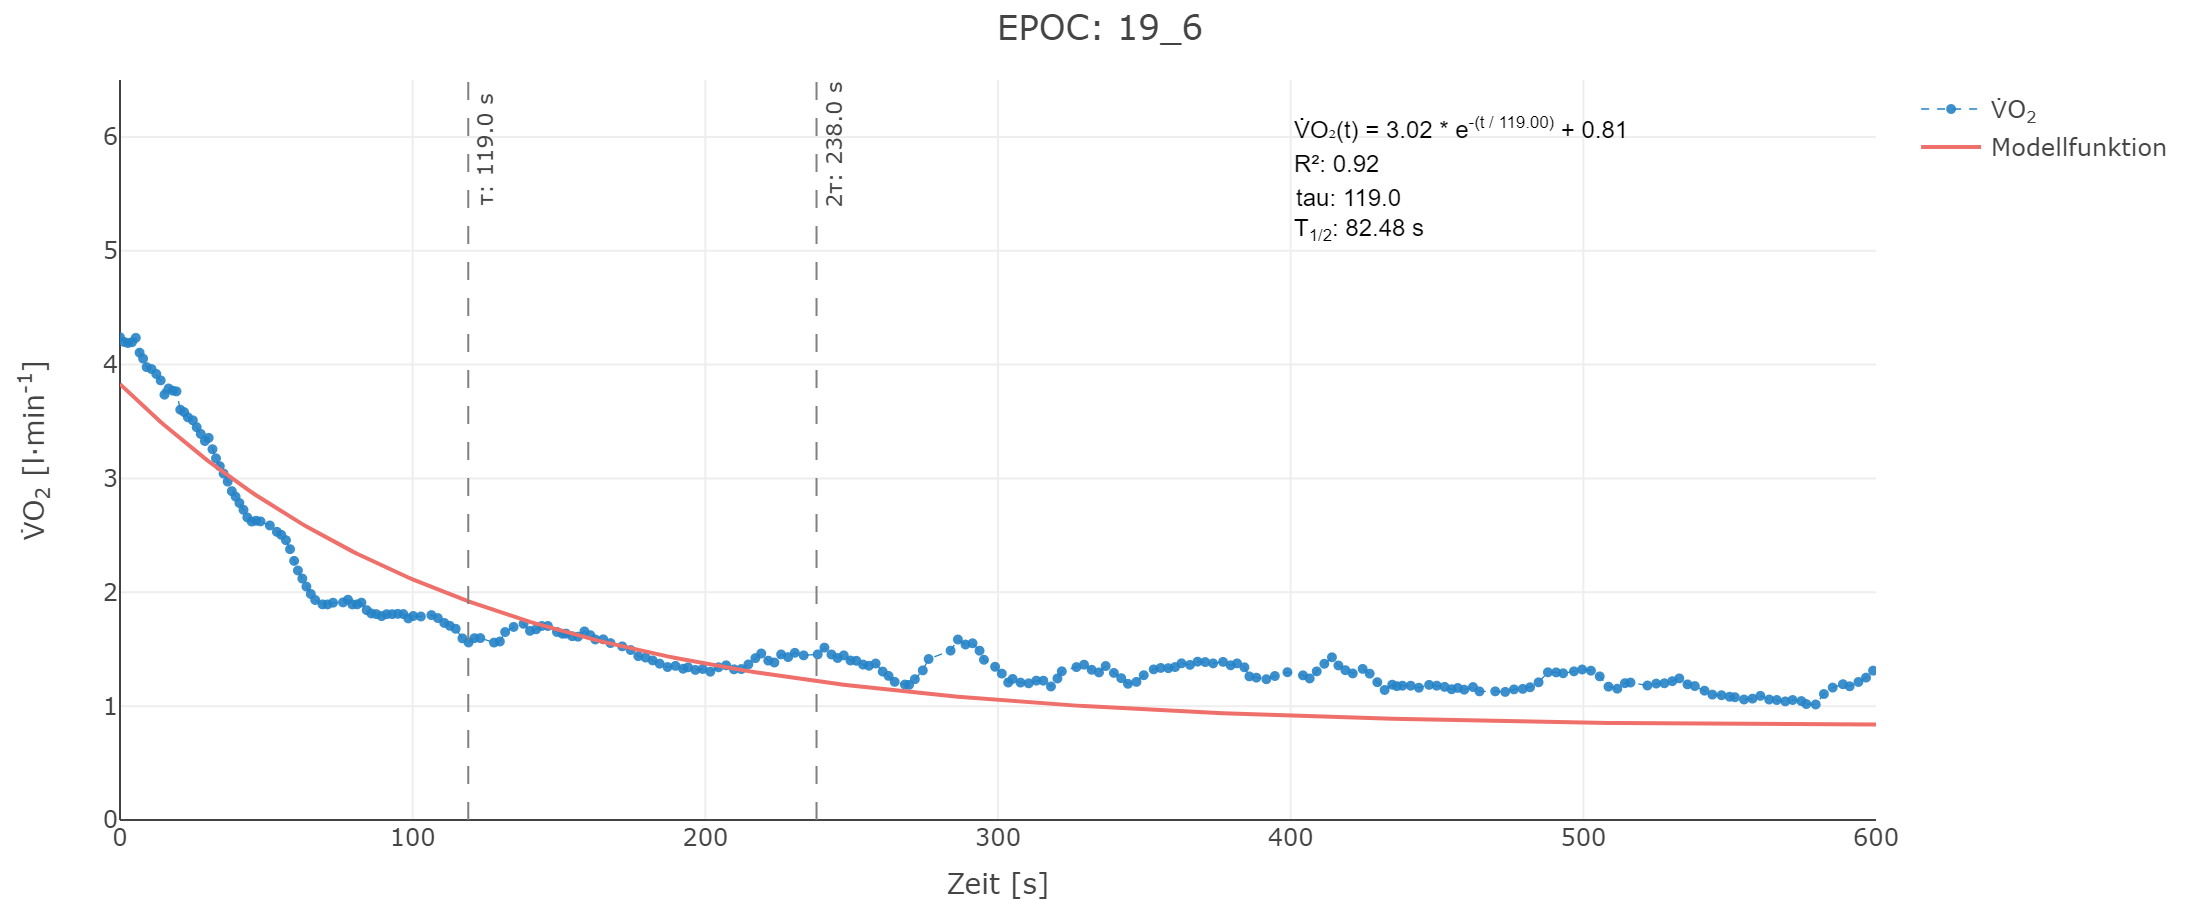 EPOC: 19_6
τ: 119.0 s
2τ: 238.0 s
V̇O₂(t) = 3.02 * e^-(t / 119.00) + 0.81
R²: 0.92
tau: 119.0
T1/2: 82.48 s
V̇O₂
Modellfunktion
V̇O₂ [l·min⁻¹]
6
5
4
3
2
1
0
0 100 200 300 400 500 600
Zeit [s]